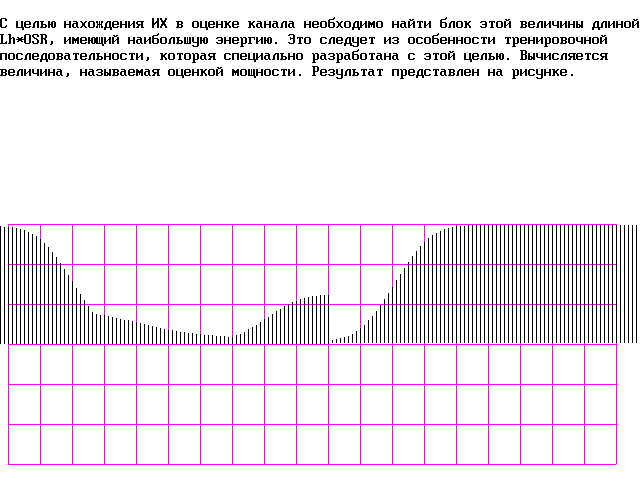 С целью нахождения ИХ в оценке канала необходимо найти блок этой величины длиной
Lh*OSR, имеющий наибольшую энергию. Это следует из особенности тренировочной
последовательности, которая специально разработана с этой целью. Вычисляется
величина, называемая оценкой мощности. Результат представлен на рисунке.